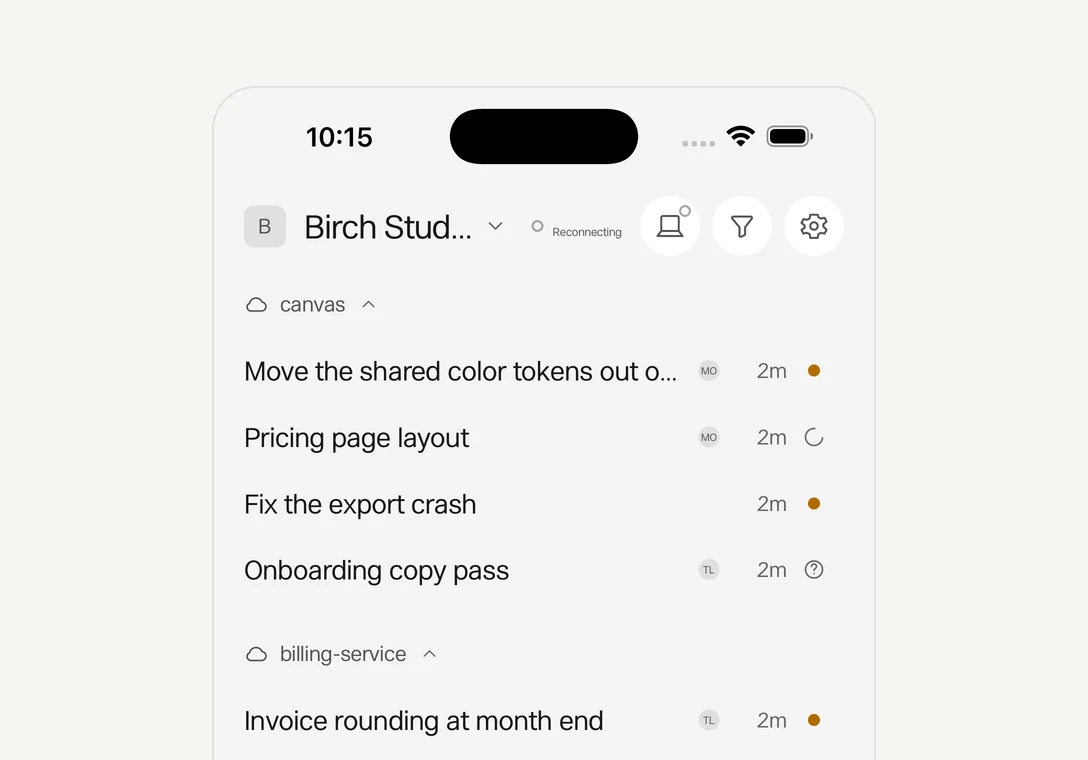 10:15
B Birch Stud... Reconnecting
canvas
Move the shared color tokens out o... MO 2m
Pricing page layout MO 2m
Fix the export crash 2m
Onboarding copy pass TL 2m ?
billing-service
Invoice rounding at month end TL 2m